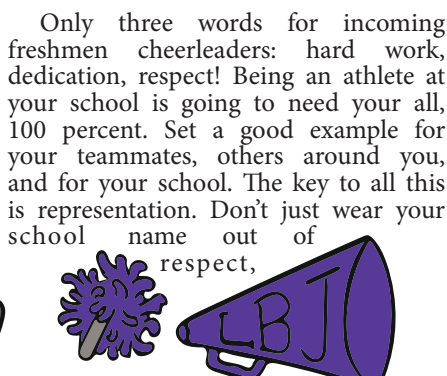 Only three words for incoming
freshmen cheerleaders: hard work,
dedication, respect! Being an athlete at
your school is going to need your all,
100 percent. Set a good example for
your teammates, others around you,
and for your school. The key to all this
is representation. Don't just wear your
school name out of
respect,
LBJ